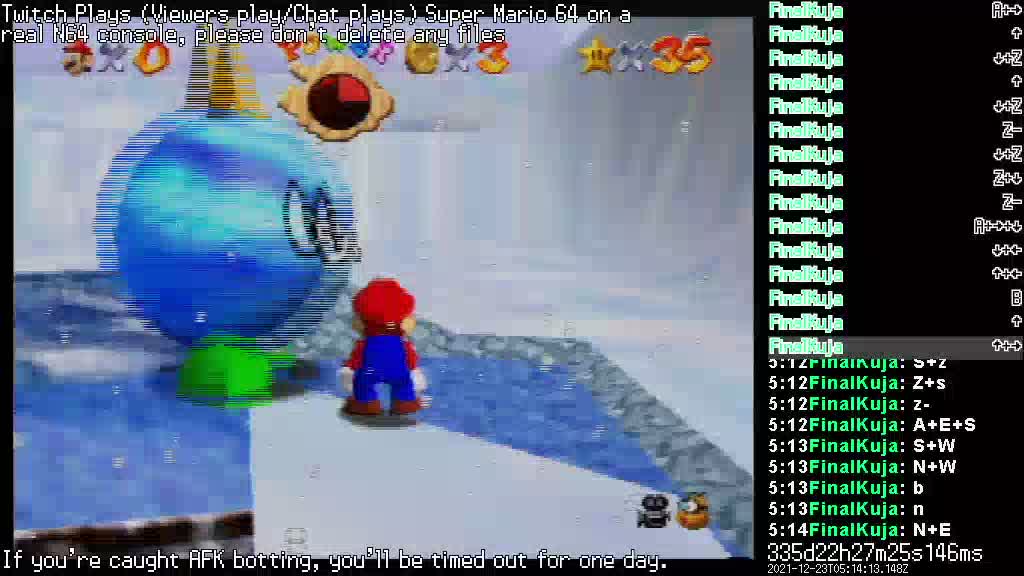 Twitch Plays (Viewers play/Chat plays) Super Mario 64 on a
real N64 console, please don't delete any files
0
3
35
FinalKuja A+→
FinalKuja ↑
FinalKuja ↓+Z
FinalKuja ↑
FinalKuja ↓+Z
FinalKuja Z-
FinalKuja ↓+Z
FinalKuja Z+↓
FinalKuja Z-
FinalKuja A+→+↓
FinalKuja ↓+←
FinalKuja ↑+←
FinalKuja B
FinalKuja ↑
FinalKuja ↑+→
5:12FinalKuja: S+z
5:12FinalKuja: Z+s
5:12FinalKuja: z-
5:12FinalKuja: A+E+S
5:13FinalKuja: S+W
5:13FinalKuja: N+W
5:13FinalKuja: b
5:13FinalKuja: n
5:14FinalKuja: N+E
335d22h27m25s146ms
2021-12-23T05:14:13.148Z
If you're caught AFK botting, you'll be timed out for one day.